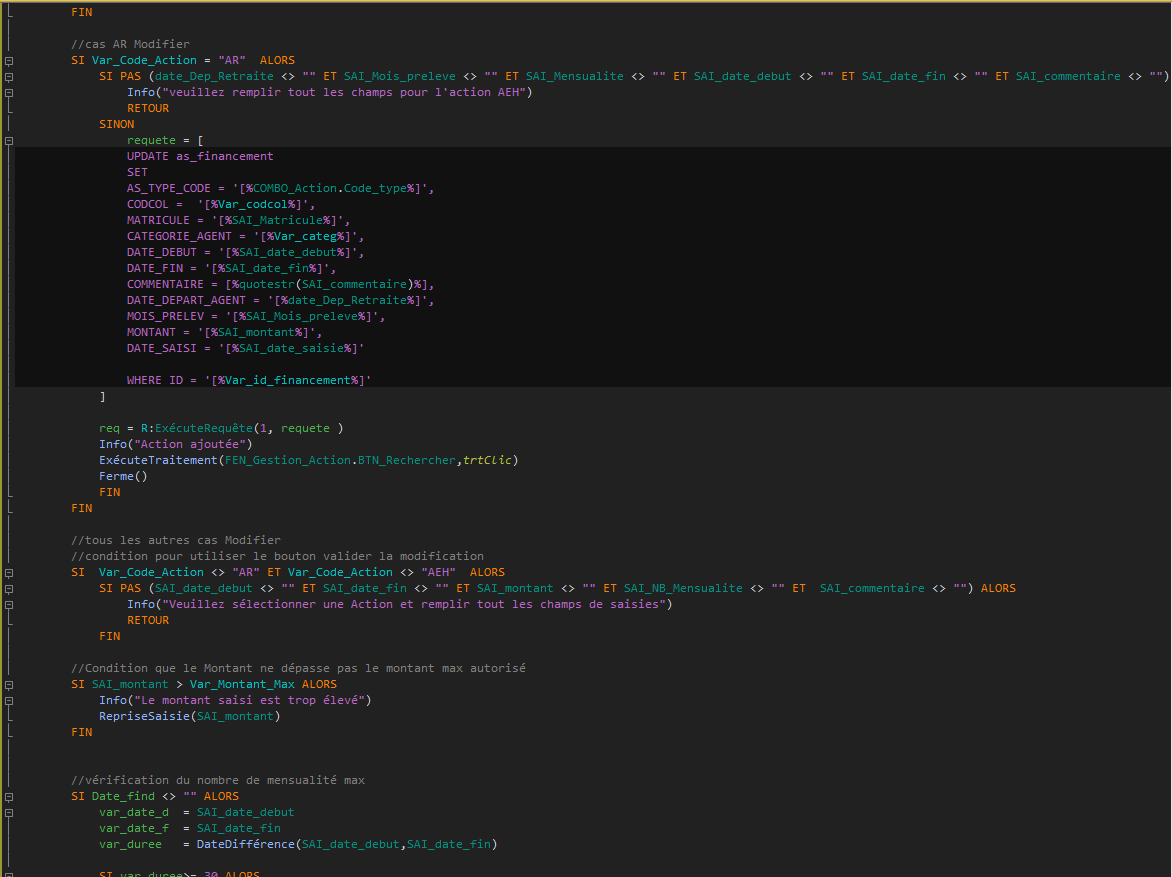 FIN
//cas AR Modifier
SI Var_Code_Action = "AR"  ALORS
SI PAS (date_Dep_Retraite <> "" ET SAI_Mois_preleve <> "" ET SAI_Mensualite <> "" ET SAI_date_debut <> "" ET SAI_date_fin <> "" ET SAI_commentaire <> "")
Info("veuillez remplir tout les champs pour l'action AEH")
RETOUR
SINON
requete = [
UPDATE as_financement
SET
AS_TYPE_CODE = '[%COMBO_Action.Code_type%]',
CODCOL =  '[%Var_codcol%]',
MATRICULE = '[%SAI_Matricule%]',
CATEGORIE_AGENT = '[%Var_categ%]',
DATE_DEBUT = '[%SAI_date_debut%]',
DATE_FIN = '[%SAI_date_fin%]',
COMMENTAIRE = [%quotestr(SAI_commentaire)%],
DATE_DEPART_AGENT = '[%date_Dep_Retraite%]',
MOIS_PRELEV = '[%SAI_Mois_preleve%]',
MONTANT = '[%SAI_montant%]',
DATE_SAISI = '[%SAI_date_saisie%]'
WHERE ID = '[%Var_id_financement%]'
]
req = R:ExécuteRequête(1, requete )
Info("Action ajoutée")
ExécuteTraitement(FEN_Gestion_Action.BTN_Rechercher,trtClic)
Ferme()
FIN
FIN
//tous les autres cas Modifier
//condition pour utiliser le bouton valider la modification
SI  Var_Code_Action <> "AR" ET Var_Code_Action <> "AEH"  ALORS
SI PAS (SAI_date_debut <> "" ET SAI_date_fin <> "" ET SAI_montant <> "" ET SAI_NB_Mensualite <> "" ET  SAI_commentaire <> "") ALORS
Info("Veuillez sélectionner une Action et remplir tout les champs de saisies")
RETOUR
FIN
//Condition que le Montant ne dépasse pas le montant max autorisé
SI SAI_montant > Var_Montant_Max ALORS
Info("Le montant saisi est trop élevé")
RepriseSaisie(SAI_montant)
FIN
//vérification du nombre de mensualité max
SI Date_find <> "" ALORS
var_date_d  = SAI_date_debut
var_date_f  = SAI_date_fin
var_duree   = DateDifférence(SAI_date_debut,SAI_date_fin)
SI var_duree>= 30 ALORS